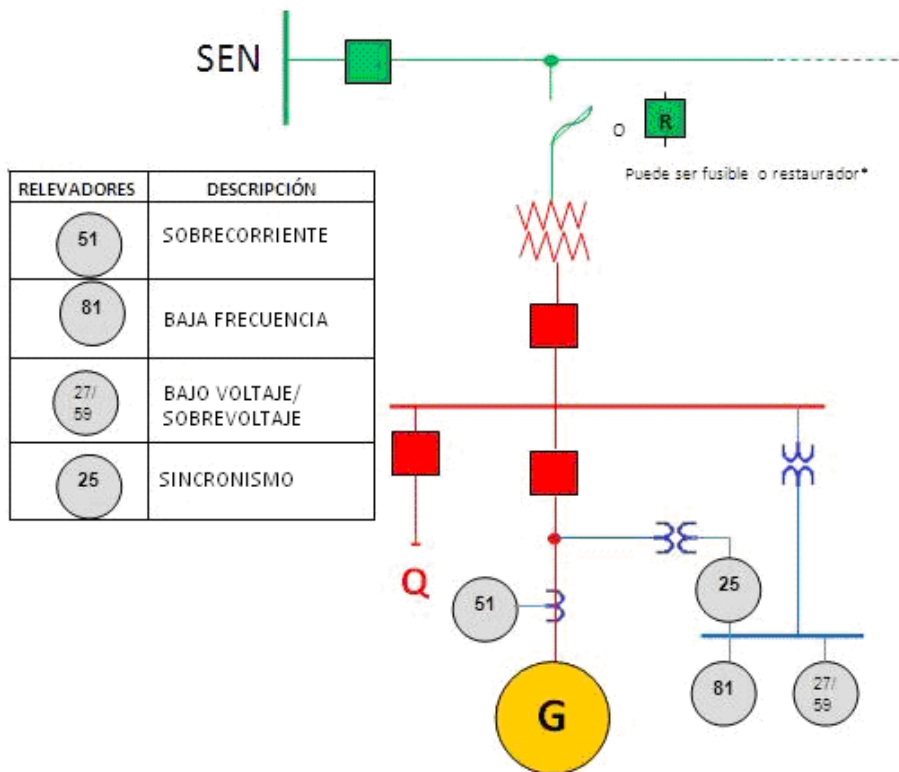 SEN
O
R
Puede ser fusible o restaurador*
RELEVADORES DESCRIPCIÓN
51 SOBRECORRIENTE
81 BAJA FRECUENCIA
27/
59
BAJO VOLTAJE/
SOBREVOLTAJE
25 SINCRONISMO
Q
51
25
81
27/
59
G